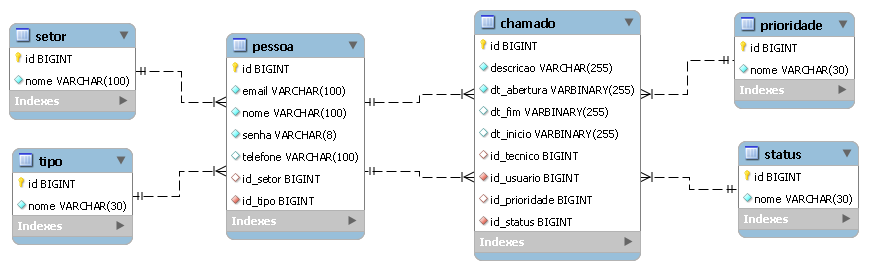 setor
id BIGINT
nome VARCHAR(100)
Indexes
tipo
id BIGINT
nome VARCHAR(30)
Indexes
pessoa
id BIGINT
email VARCHAR(100)
nome VARCHAR(100)
senha VARCHAR(8)
telefone VARCHAR(100)
id_setor BIGINT
id_tipo BIGINT
Indexes
chamado
id BIGINT
descricao VARCHAR(255)
dt_abertura VARBINARY(255)
dt_fim VARBINARY(255)
dt_inicio VARBINARY(255)
id_tecnico BIGINT
id_usuario BIGINT
id_prioridade BIGINT
id_status BIGINT
Indexes
prioridade
id BIGINT
nome VARCHAR(30)
Indexes
status
id BIGINT
nome VARCHAR(30)
Indexes